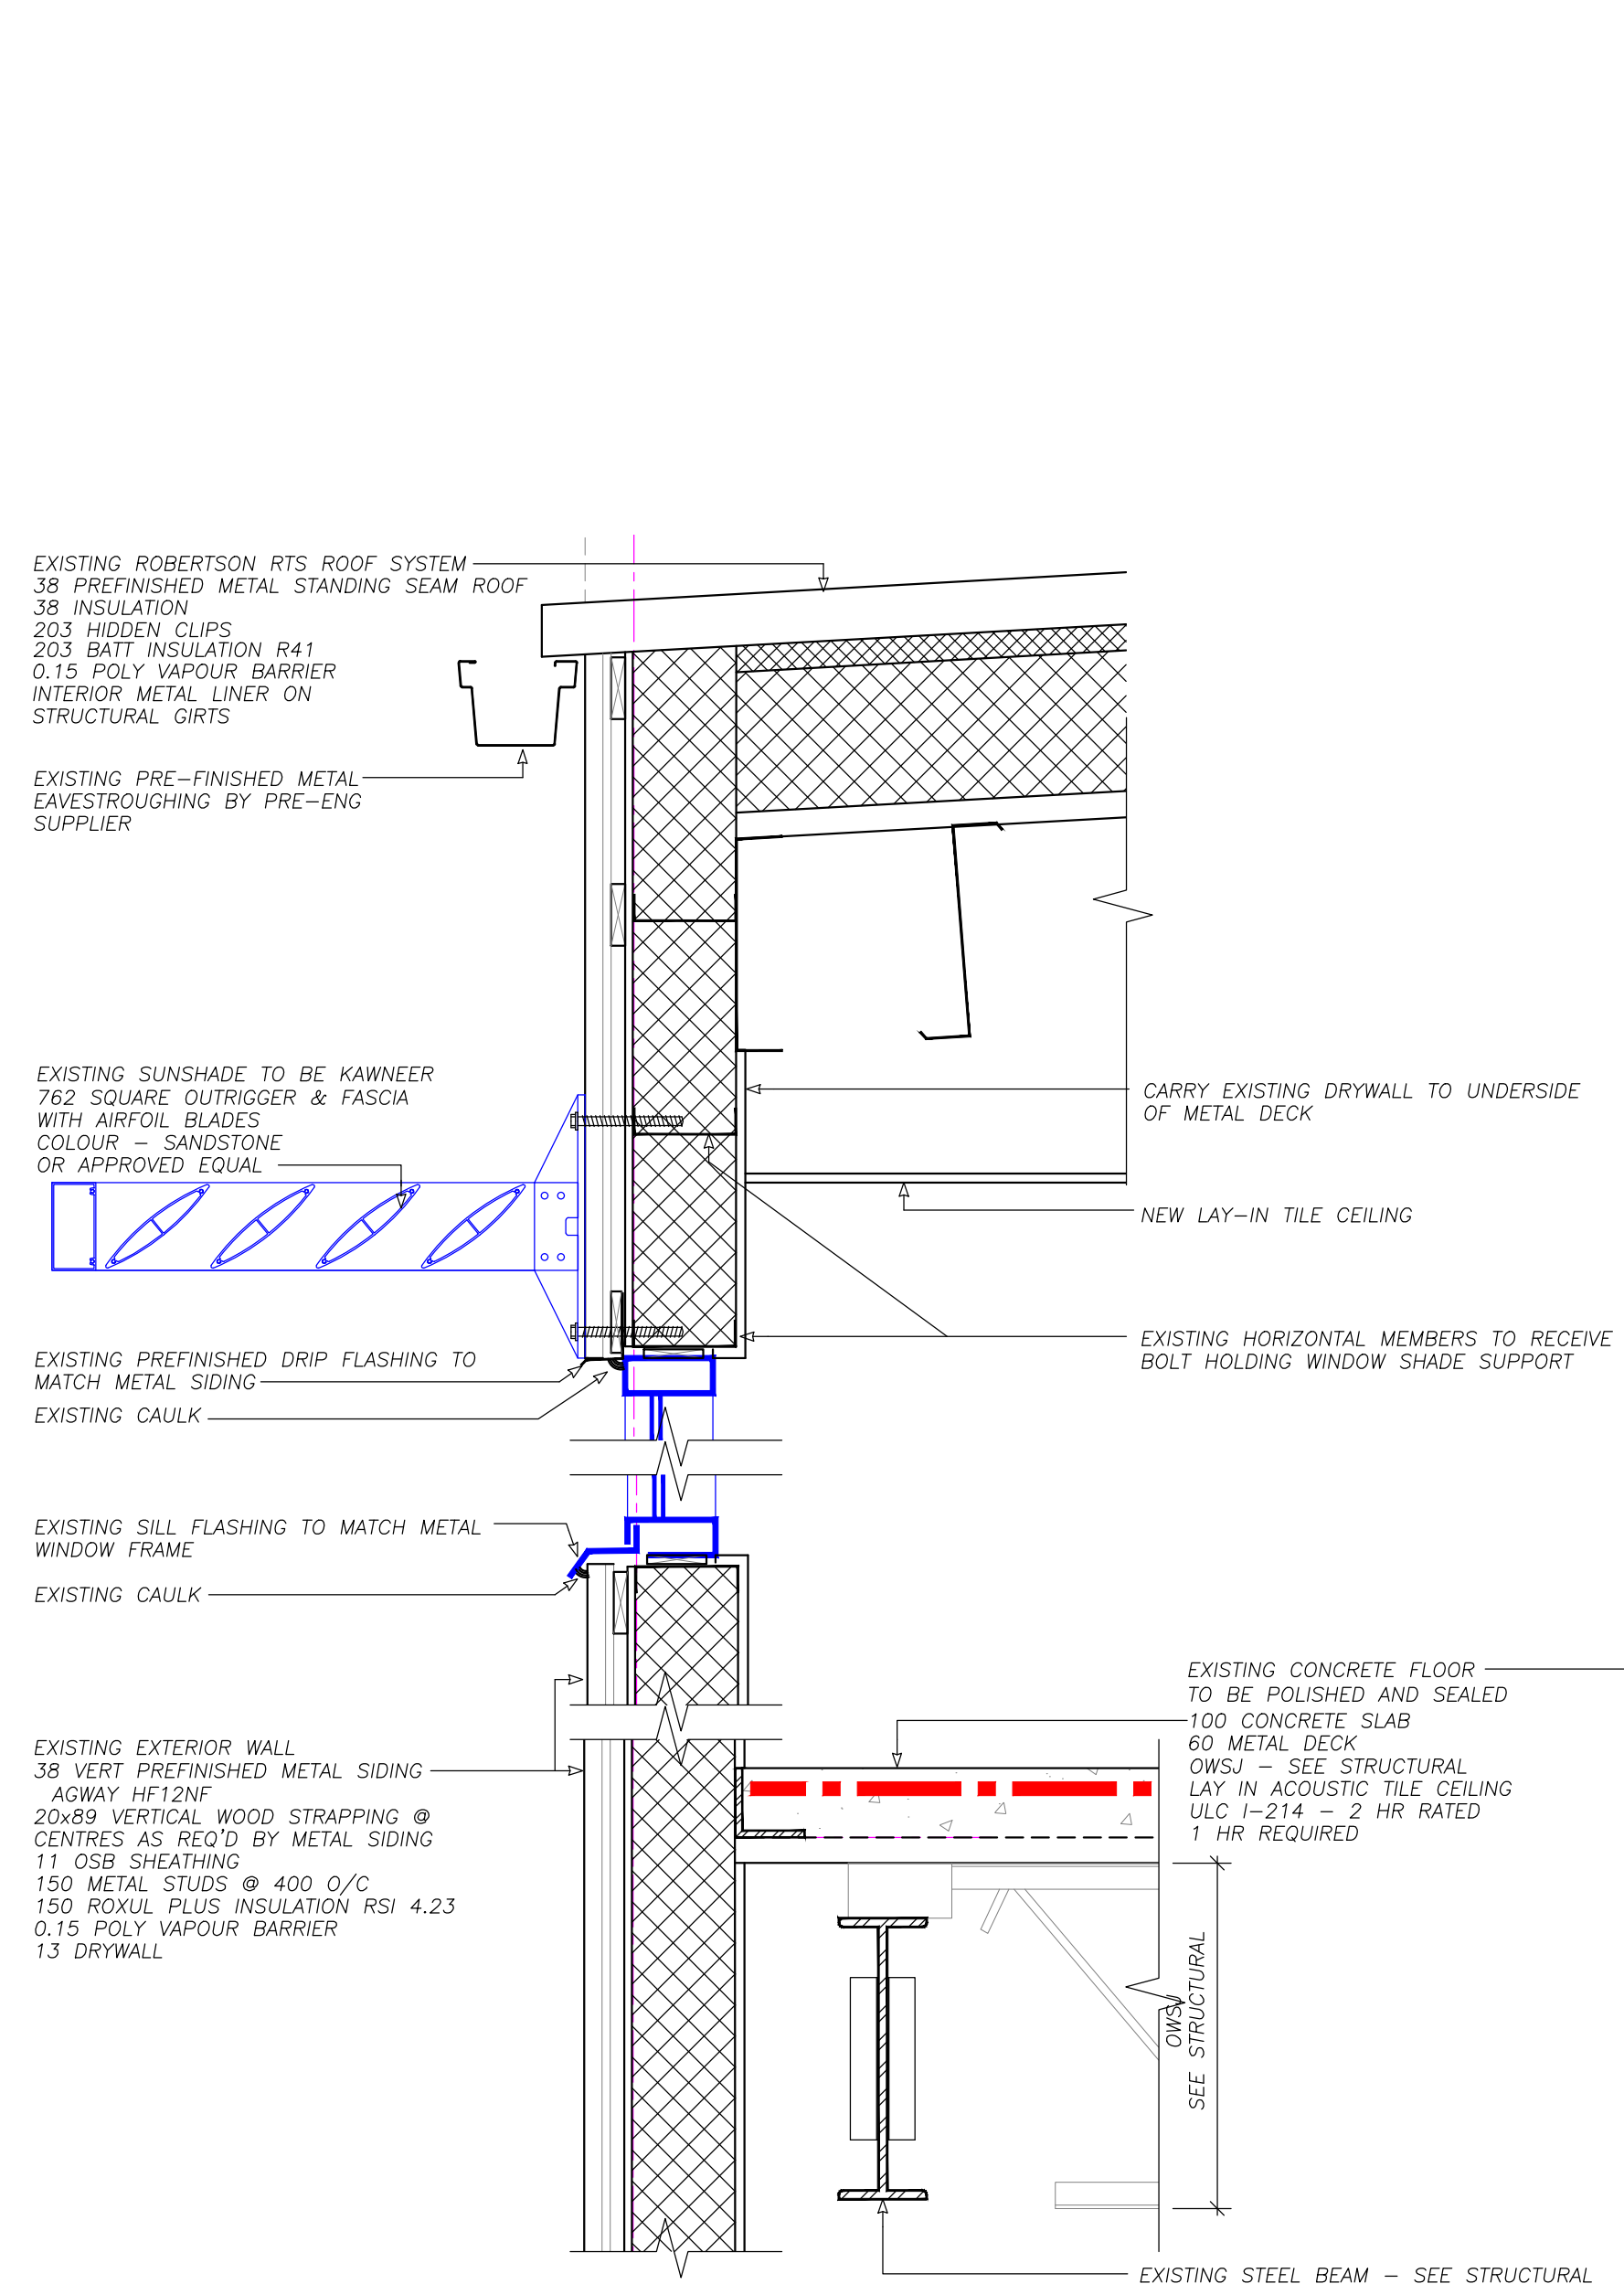 EXISTING ROBERTSON RTS ROOF SYSTEM
38 PREFINISHED METAL STANDING SEAM ROOF
38 INSULATION
203 HIDDEN CLIPS
203 BATT INSULATION R41
0.15 POLY VAPOUR BARRIER
INTERIOR METAL LINER ON
STRUCTURAL GIRTS
EXISTING PRE-FINISHED METAL
EAVESTROUGHING BY PRE-ENG
SUPPLIER
EXISTING SUNSHADE TO BE KAWNEER
762 SQUARE OUTRIGGER & FASCIA
WITH AIRFOIL BLADES
COLOUR - SANDSTONE
OR APPROVED EQUAL
CARRY EXISTING DRYWALL TO UNDERSIDE
OF METAL DECK
NEW LAY-IN TILE CEILING
EXISTING HORIZONTAL MEMBERS TO RECEIVE
BOLT HOLDING WINDOW SHADE SUPPORT
EXISTING PREFINISHED DRIP FLASHING TO
MATCH METAL SIDING
EXISTING CAULK
EXISTING SILL FLASHING TO MATCH METAL
WINDOW FRAME
EXISTING CAULK
EXISTING CONCRETE FLOOR
TO BE POLISHED AND SEALED
100 CONCRETE SLAB
60 METAL DECK
OWSJ - SEE STRUCTURAL
LAY IN ACOUSTIC TILE CEILING
ULC I-214 - 2 HR RATED
1 HR REQUIRED
EXISTING EXTERIOR WALL
38 VERT PREFINISHED METAL SIDING
AGWAY HF12NF
20x89 VERTICAL WOOD STRAPPING @
CENTRES AS REQ'D BY METAL SIDING
11 OSB SHEATHING
150 METAL STUDS @ 400 O/C
150 ROXUL PLUS INSULATION RSI 4.23
0.15 POLY VAPOUR BARRIER
13 DRYWALL
OWSJ
SEE STRUCTURAL
EXISTING STEEL BEAM - SEE STRUCTURAL